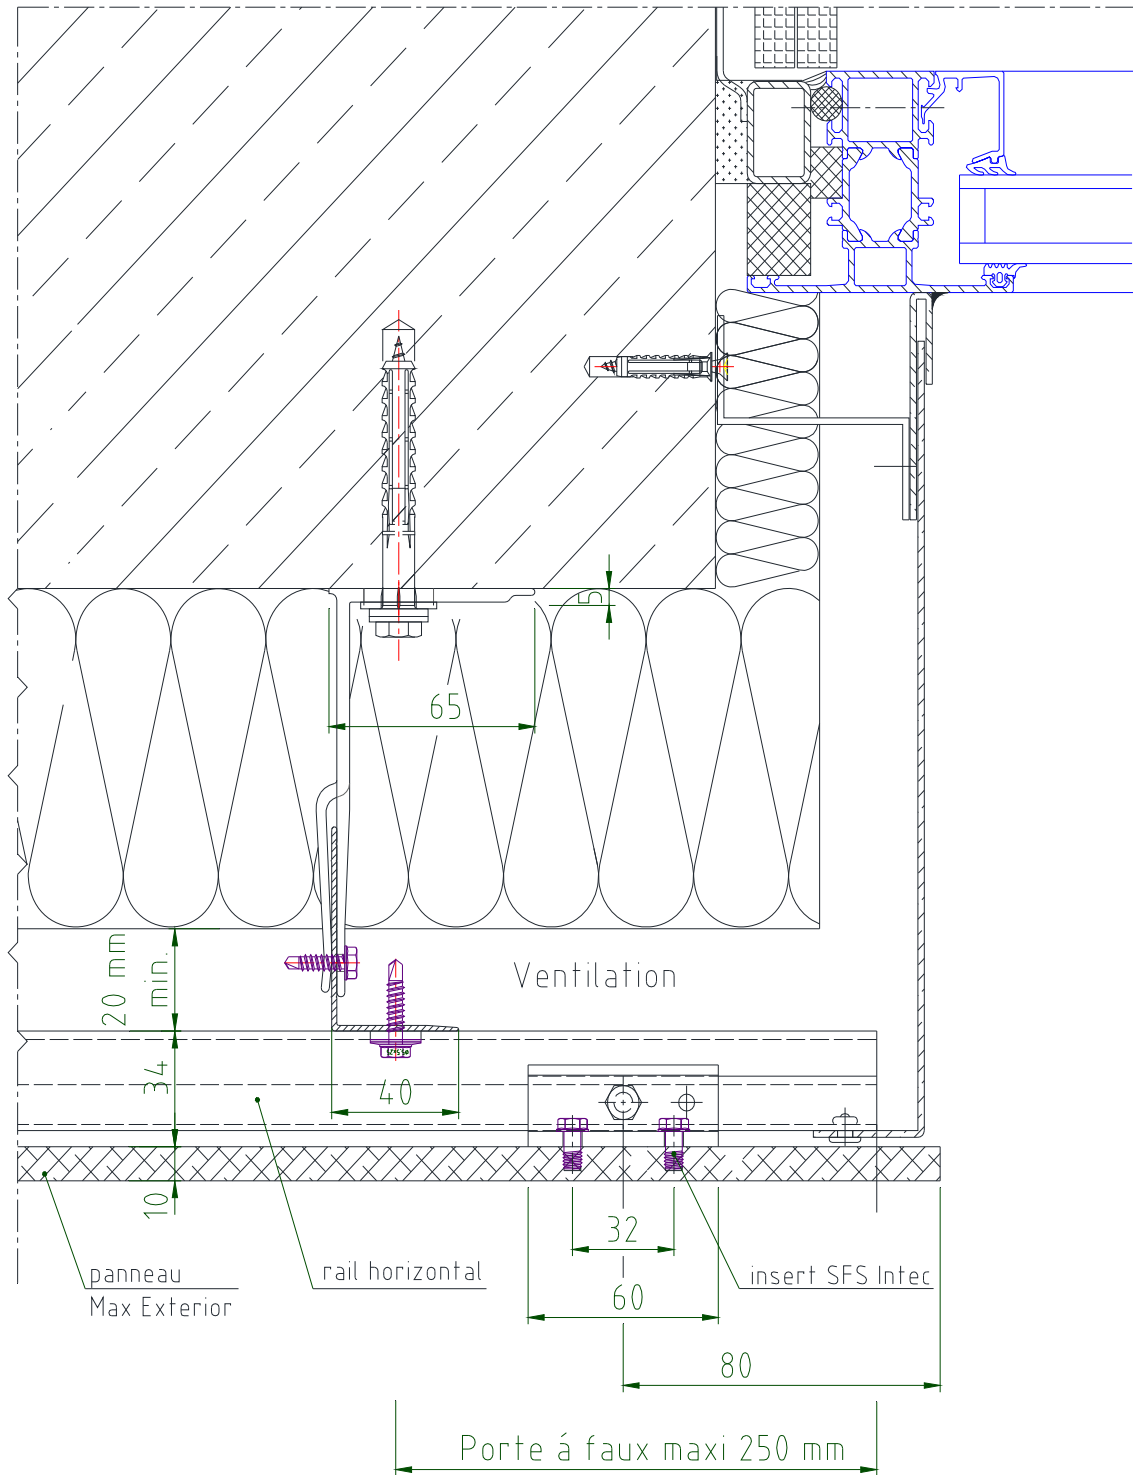 5
65
20 mm
min.
Ventilation
34
40
10
32
panneau
Max Exterior
rail horizontal
insert SFS Intec
60
80
Porte á faux maxi 250 mm